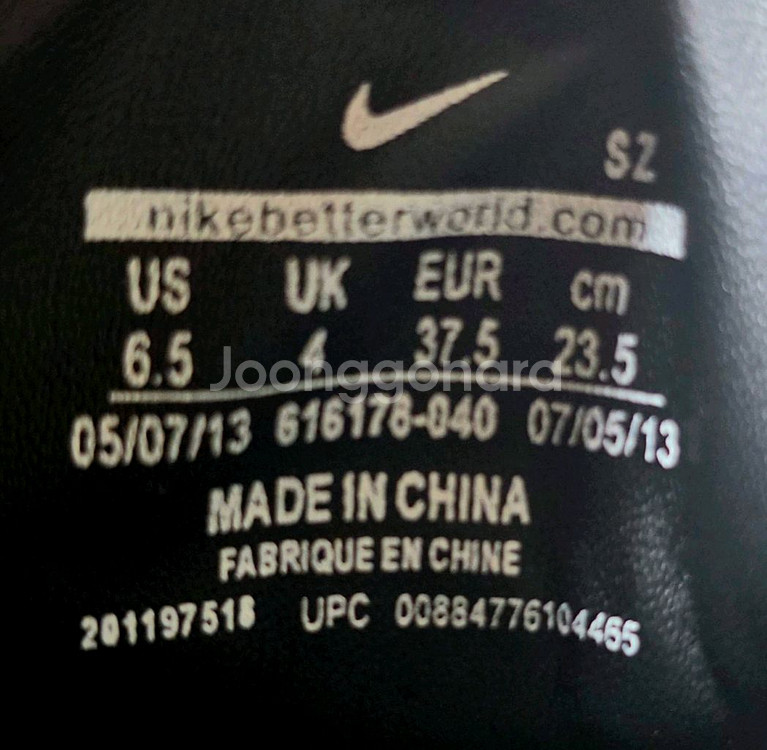 SZ
nikebetterworld.com
US UK EUR cm
6.5 4 37.5 23.5
Joonggonara
05/07/13 616178-040 07/05/13
MADE IN CHINA
FABRIQUE EN CHINE
201197518 UPC 00884776104465